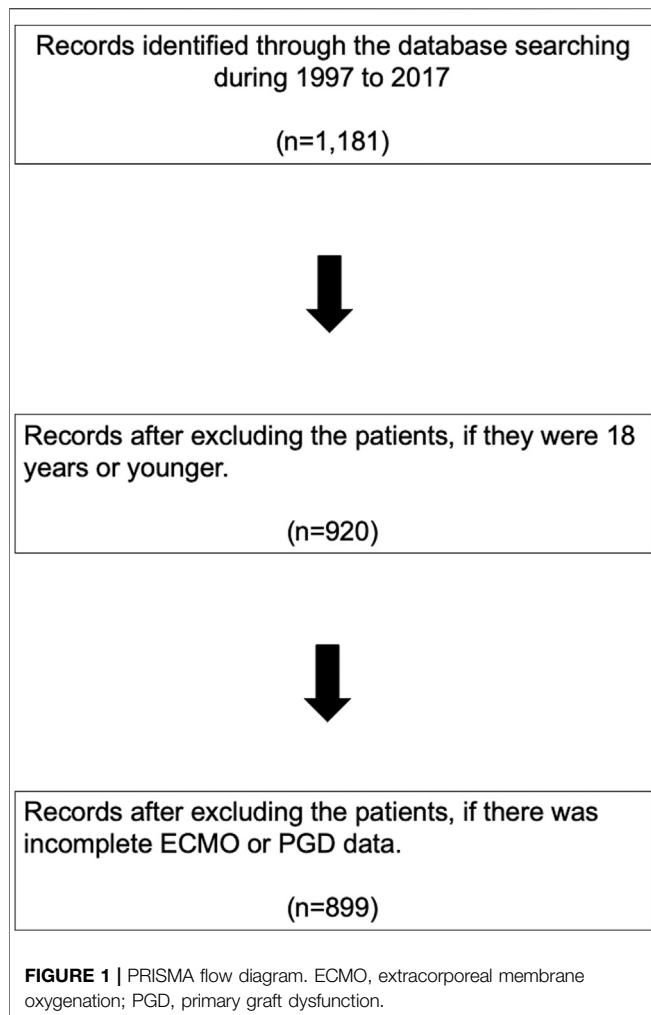 Records identified through the database searching
during 1997 to 2017
(n=1,181)
Records after excluding the patients, if they were 18
years or younger.
(n=920)
Records after excluding the patients, if there was
incomplete ECMO or PGD data.
(n=899)
FIGURE 1 | PRISMA flow diagram. ECMO, extracorporeal membrane
oxygenation; PGD, primary graft dysfunction.